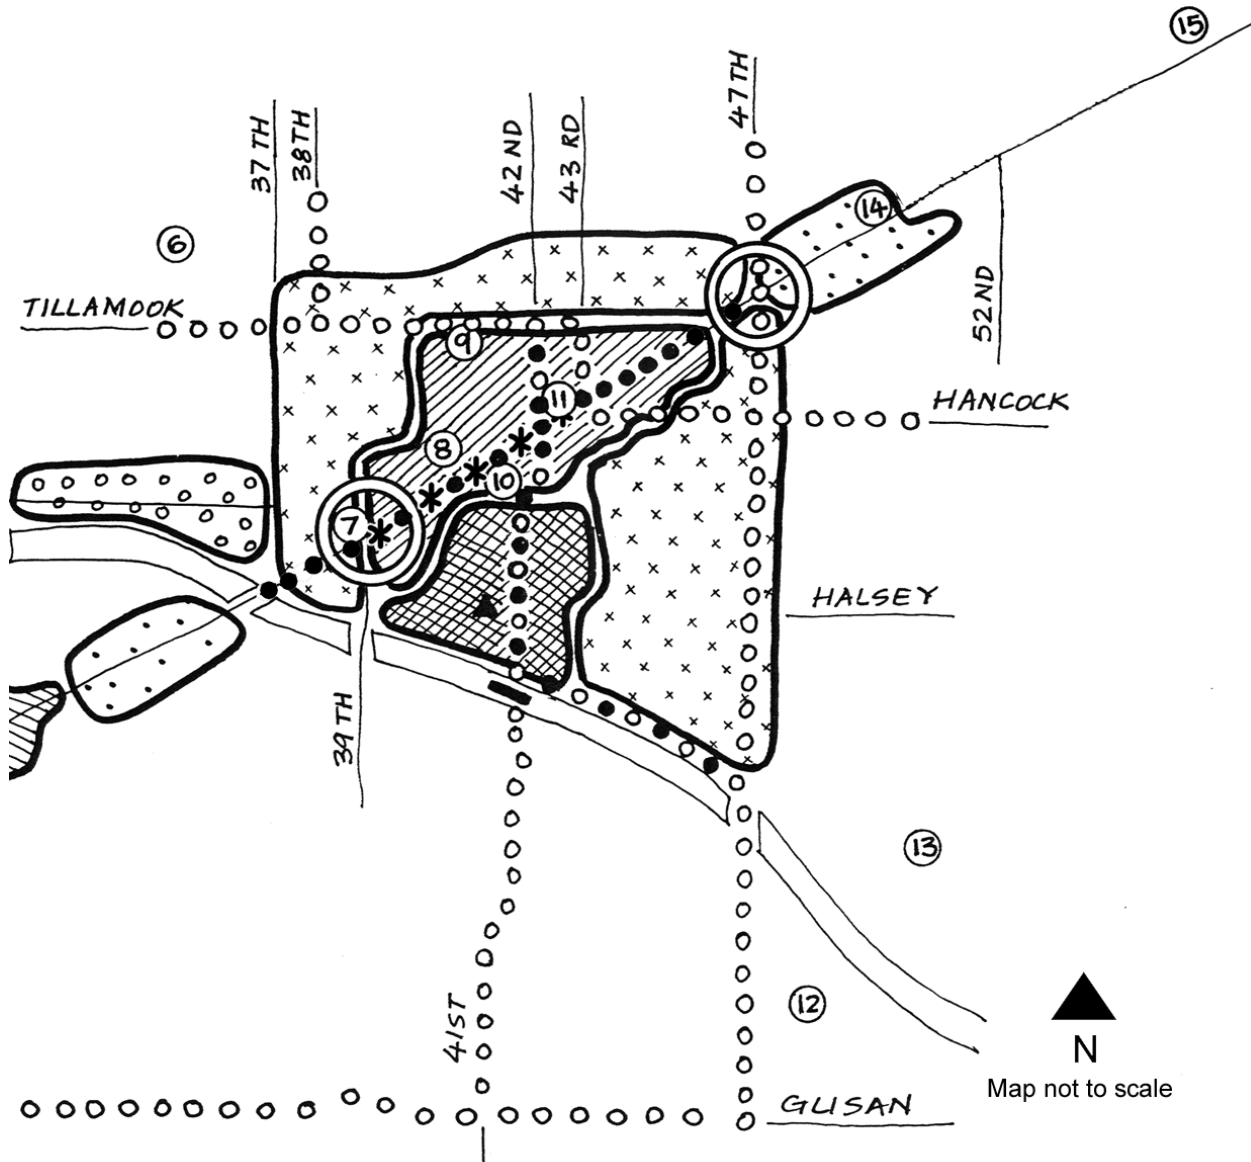 15
47TH
37TH
38TH
42ND
43RD
14
6
TILLAMOOK
52ND
9
11
HANCOCK
8
10
7
HALSEY
39TH
13
12
41ST
N
Map not to scale
GLISAN